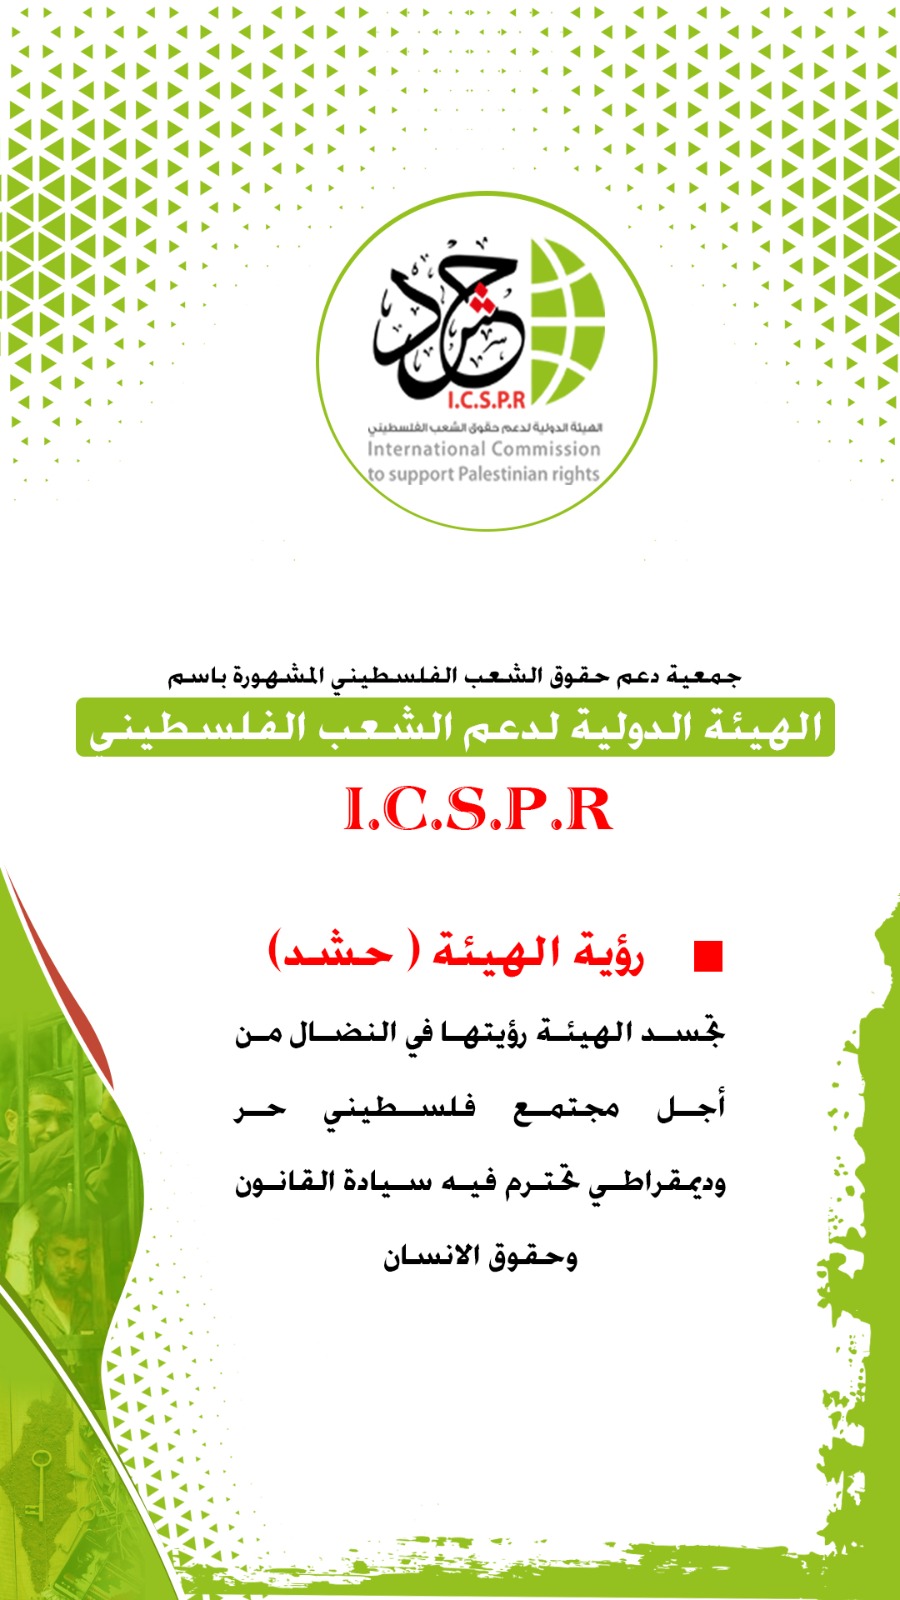 حشد
I.C.S.P.R
الهيئة الدولية لدعم حقوق الشعب الفلسطيني
International Commission
to support Palestinian rights
جمعية دعم حقوق الشعب الفلسطيني المشهورة باسم
الهيئة الدولية لدعم الشعب الفلسطيني
I.C.S.P.R
رؤية الهيئة ( حشد)
تجسد الهيئة رؤيتها في النضال من
أجل مجتمع فلسطيني حر
وديمقراطي تحترم فيه سيادة القانون
وحقوق الانسان